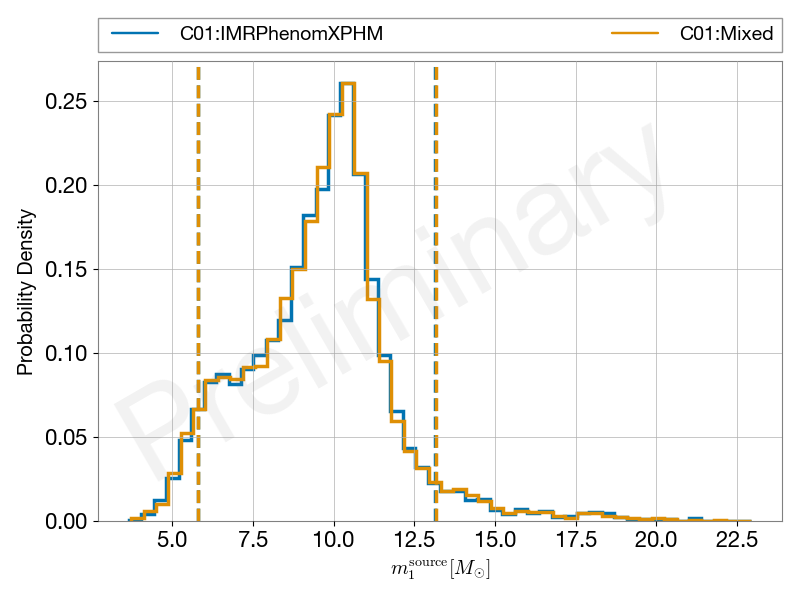 C01:IMRPhenomXPHM C01:Mixed
0.25
0.20
0.15
0.10
0.05
0.00
Probability Density
Preliminary
5.0 7.5 10.0 12.5 15.0 17.5 20.0 22.5
$m_1^{\mathrm{source}}[M_\odot]$